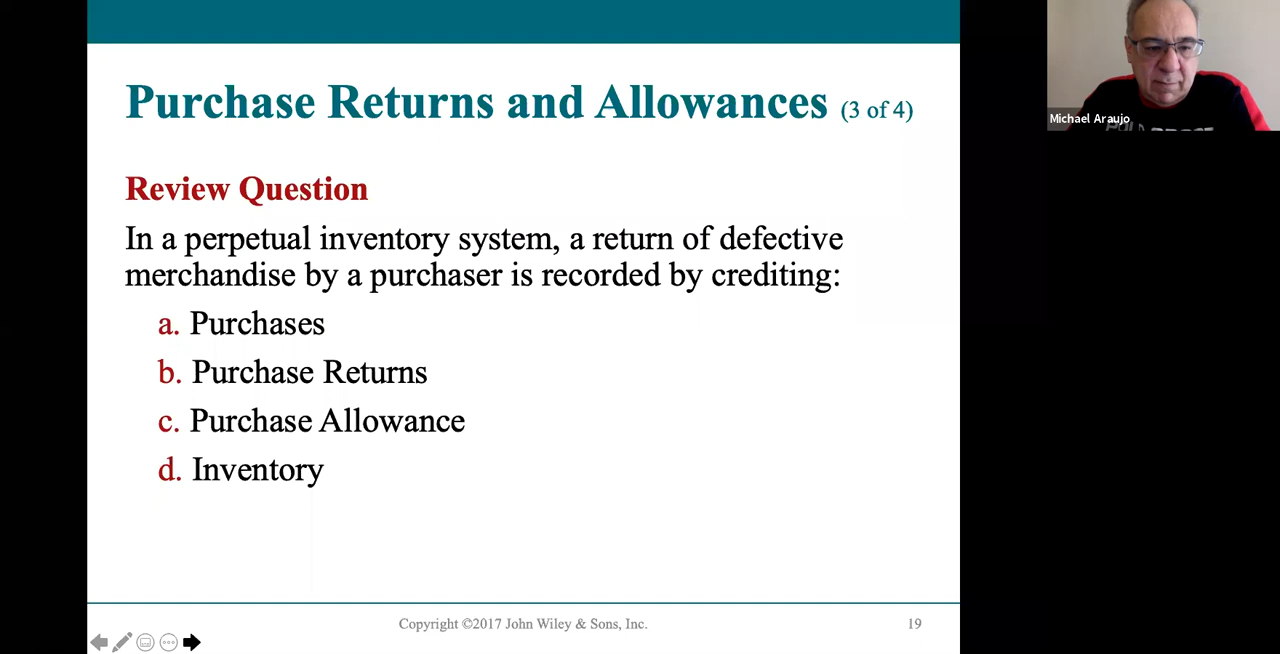 Purchase Returns and Allowances (3 of 4)
Review Question
In a perpetual inventory system, a return of defective
merchandise by a purchaser is recorded by crediting:
a. Purchases
b. Purchase Returns
c. Purchase Allowance
d. Inventory
Copyright ©2017 John Wiley & Sons, Inc.
19
Michael Araujo